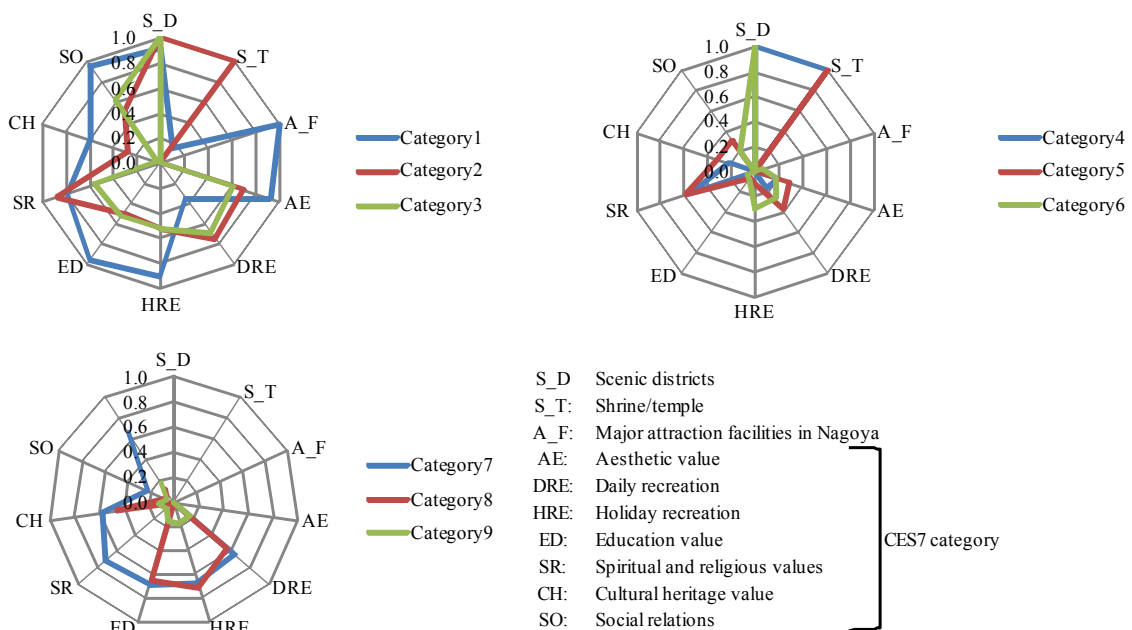 S_D
1.0
S_T
SO
0.8
0.6
0.4
A_F
CH
0.2
0.0
SR
AE
ED
DRE
HRE
Category1
Category2
Category3
S_D
1.0
S_T
SO
0.8
0.6
0.4
A_F
CH
0.2
0.0
SR
AE
ED
DRE
HRE
Category4
Category5
Category6
S_D
1.0
S_T
0.8
0.6
SO
A_F
0.4
0.2
0.0
CH
AE
SR
DRE
ED
HRE
Category7
Category8
Category9
S_D Scenic districts
S_T: Shrine/temple
A_F: Major attraction facilities in Nagoya
AE: Aesthetic value
DRE: Daily recreation
HRE: Holiday recreation
ED: Education value
SR: Spiritual and religious values
CH: Cultural heritage value
SO: Social relations
CES7 category